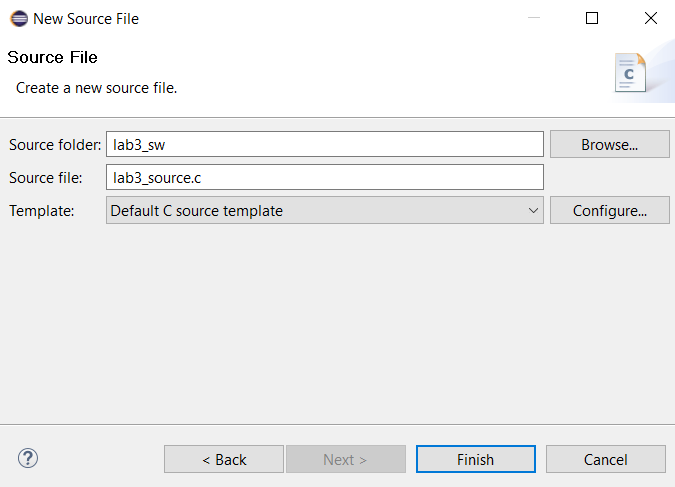 New Source File
Source File
Create a new source file.
C
Source folder: lab3_sw Browse...
Source file: lab3_source.c
Template: Default C source template Configure...
? < Back Next > Finish Cancel